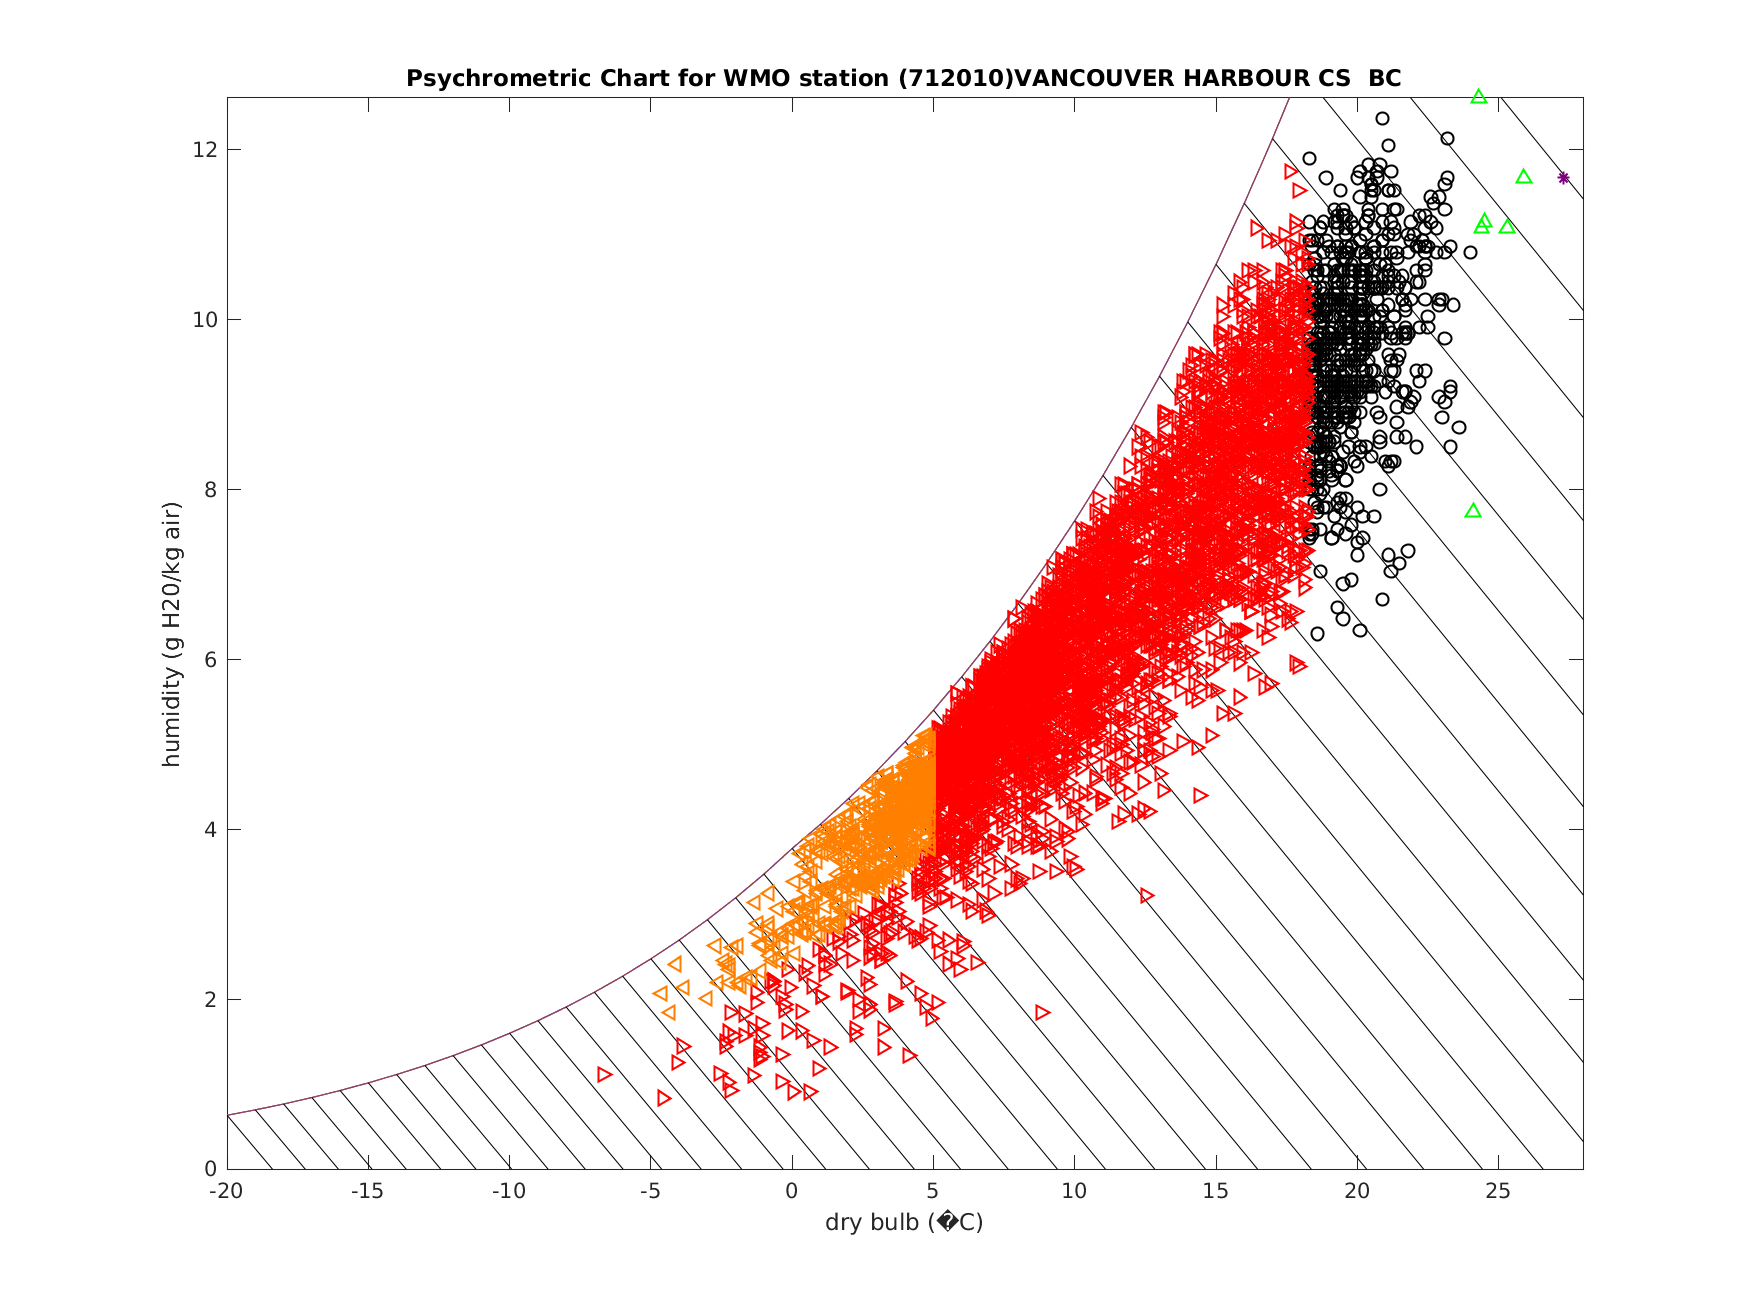 Psychrometric Chart for WMO station (712010)VANCOUVER HARBOUR CS  BC
12
10
8
6
4
2
0
humidity (g H20/kg air)
-20 -15 -10 -5 0 5 10 15 20 25
dry bulb (�C)